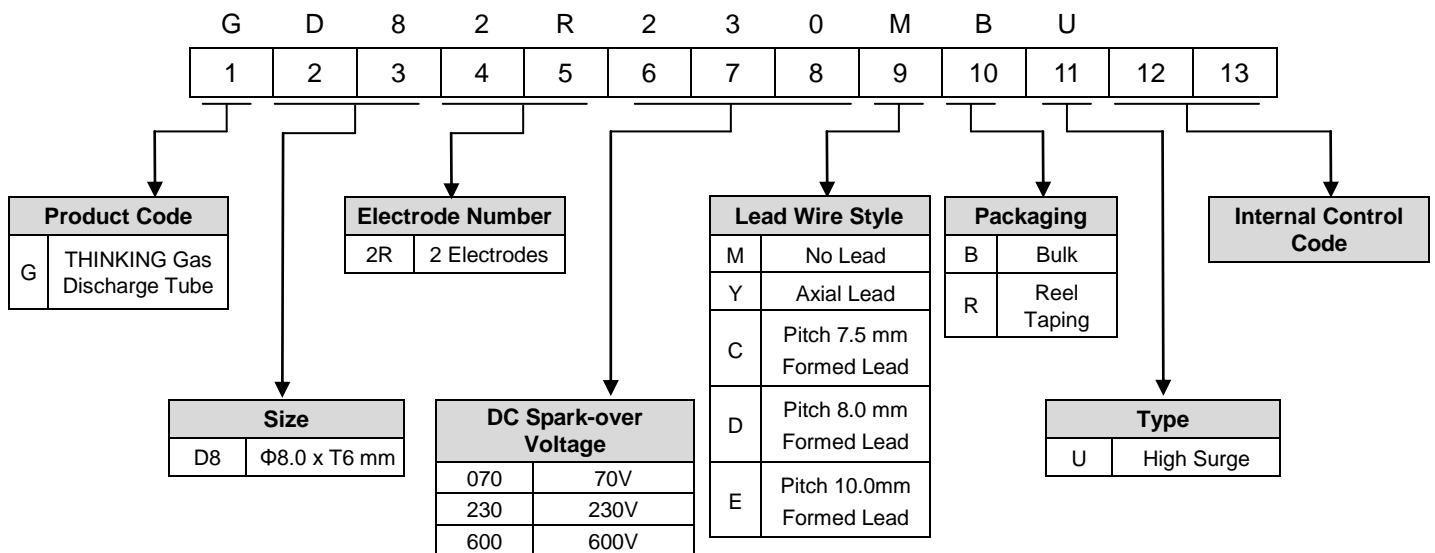 G D 8 2 R 2 3 0 M B U
1 2 3 4 5 6 7 8 9 10 11 12 13
Product Code
G THINKING Gas
Discharge Tube
Electrode Number
2R 2 Electrodes
Lead Wire Style
M No Lead
Y Axial Lead
C Pitch 7.5 mm
Formed Lead
D Pitch 8.0 mm
Formed Lead
E Pitch 10.0mm
Formed Lead
Packaging
B Bulk
R Reel
Taping
Internal Control
Code
Size
D8 Φ8.0 x T6 mm
DC Spark-over
Voltage
070 70V
230 230V
600 600V
Type
U High Surge